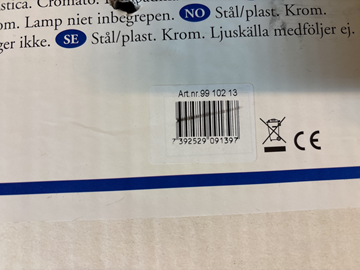 stica. Cromato.
om. Lamp niet inbegrepen. NO Stål/plast. Krom.
ger ikke. SE Stål/plast. Krom. Ljuskälla medföljer ej.
Art.nr.99 102 13
7 392529 091397
CE